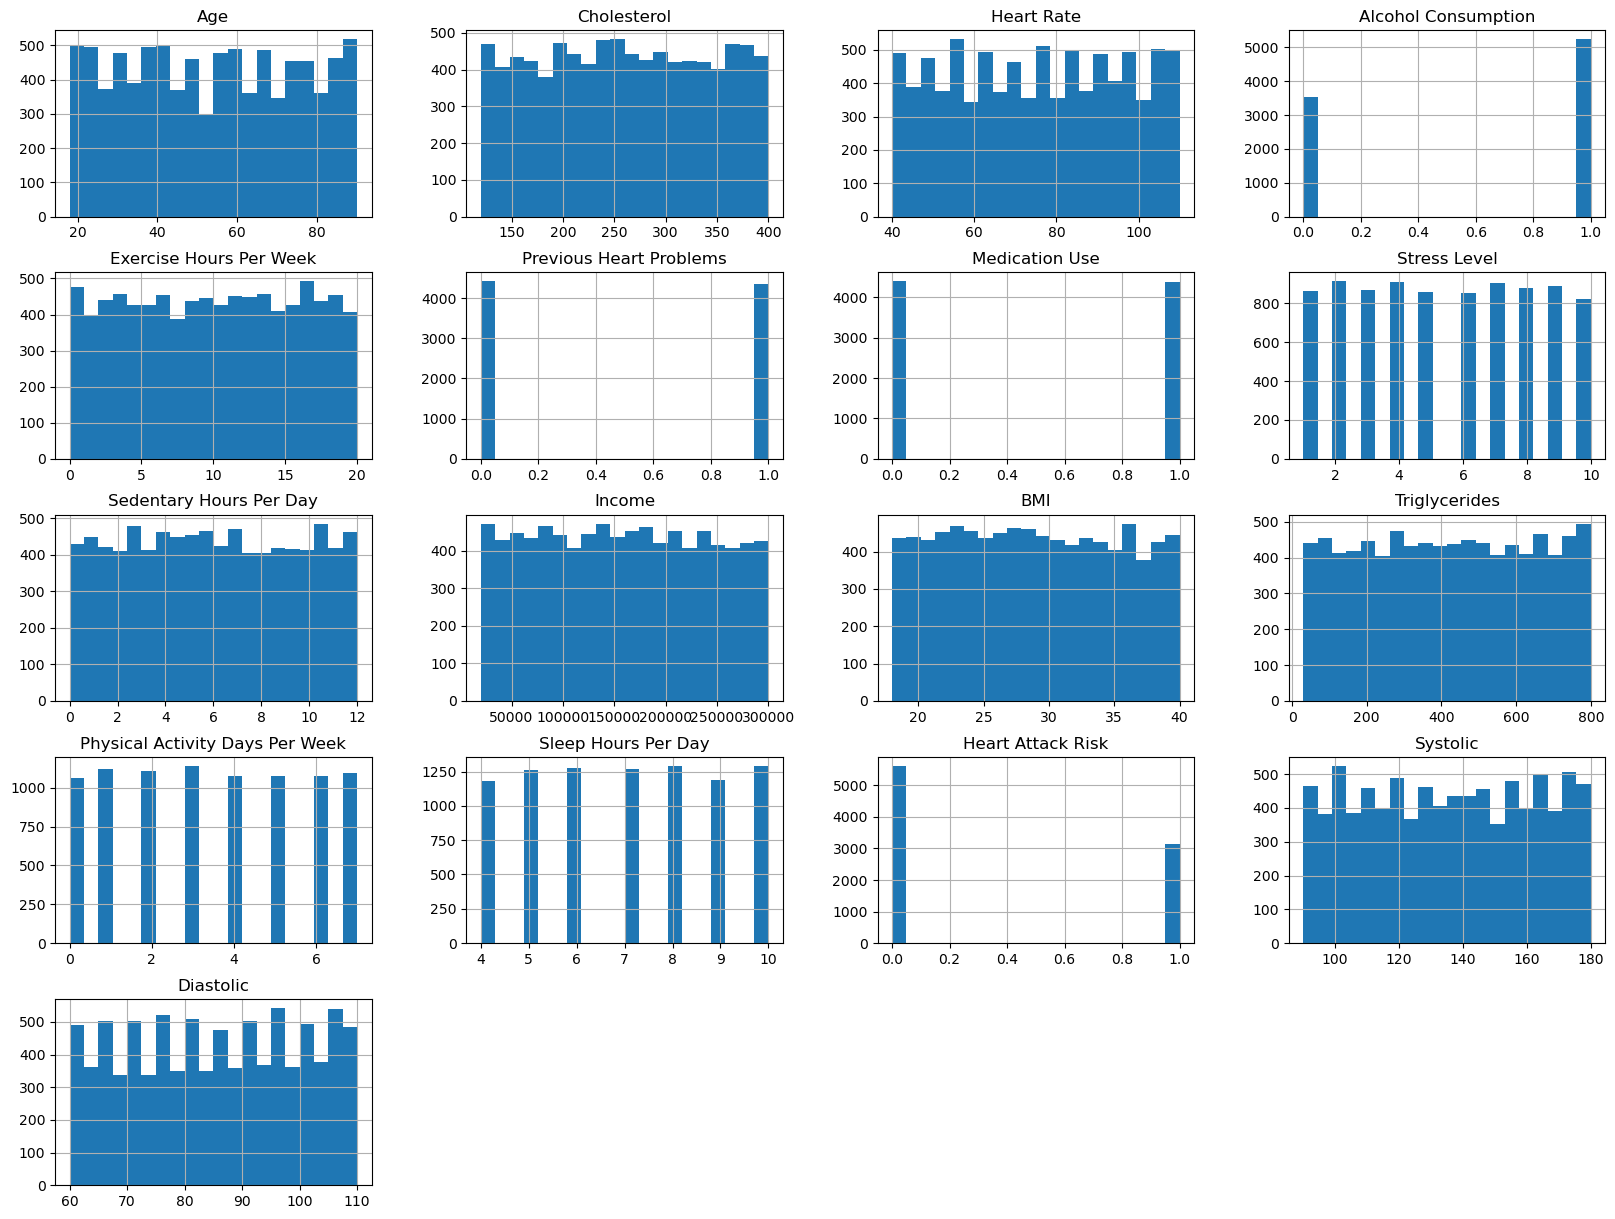 Age
Cholesterol
Heart Rate
Alcohol Consumption
500
400
300
200
100
0
20 40 60 80
500
400
300
200
100
0
150 200 250 300 350 400
500
400
300
200
100
0
40 60 80 100
5000
4000
3000
2000
1000
0
0.0 0.2 0.4 0.6 0.8 1.0
Exercise Hours Per Week
Previous Heart Problems
Medication Use
Stress Level
500
400
300
200
100
0
0 5 10 15 20
4000
3000
2000
1000
0
0.0 0.2 0.4 0.6 0.8 1.0
4000
3000
2000
1000
0
0.0 0.2 0.4 0.6 0.8 1.0
800
600
400
200
0
2 4 6 8 10
Sedentary Hours Per Day
Income
BMI
Triglycerides
500
400
300
200
100
0
0 2 4 6 8 10 12
400
300
200
100
0
50000 100000 150000 200000 250000 300000
400
300
200
100
0
20 25 30 35 40
500
400
300
200
100
0
0 200 400 600 800
Physical Activity Days Per Week
Sleep Hours Per Day
Heart Attack Risk
Systolic
1000
750
500
250
0
0 2 4 6
1250
1000
750
500
250
0
4 5 6 7 8 9 10
5000
4000
3000
2000
1000
0
0.0 0.2 0.4 0.6 0.8 1.0
500
400
300
200
100
0
100 120 140 160 180
Diastolic
500
400
300
200
100
0
60 70 80 90 100 110